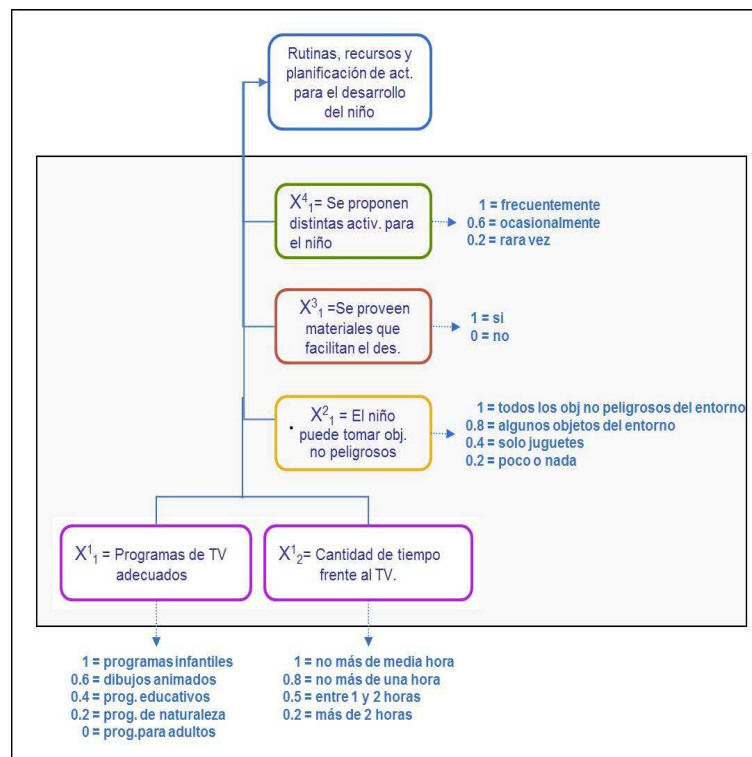 Rutinas, recursos y
planificación de act.
para el desarrollo
del niño
X⁴₁= Se proponen
distintas activ. para
el niño
1 = frecuentemente
0.6 = ocasionalmente
0.2 = rara vez
X³₁ =Se proveen
materiales que
facilitan el des.
1 = si
0 = no
X²₁ = El niño
puede tomar obj.
no peligrosos
1 = todos los obj no peligrosos del entorno
0.8 = algunos objetos del entorno
0.4 = solo juguetes
0.2 = poco o nada
X¹₁ = Programas de TV
adecuados
X¹₂= Cantidad de tiempo
frente al TV.
1 = programas infantiles
0.6 = dibujos animados
0.4 = prog. educativos
0.2 = prog. de naturaleza
0 = prog.para adultos
1 = no más de media hora
0.8 = no más de una hora
0.5 = entre 1 y 2 horas
0.2 = más de 2 horas